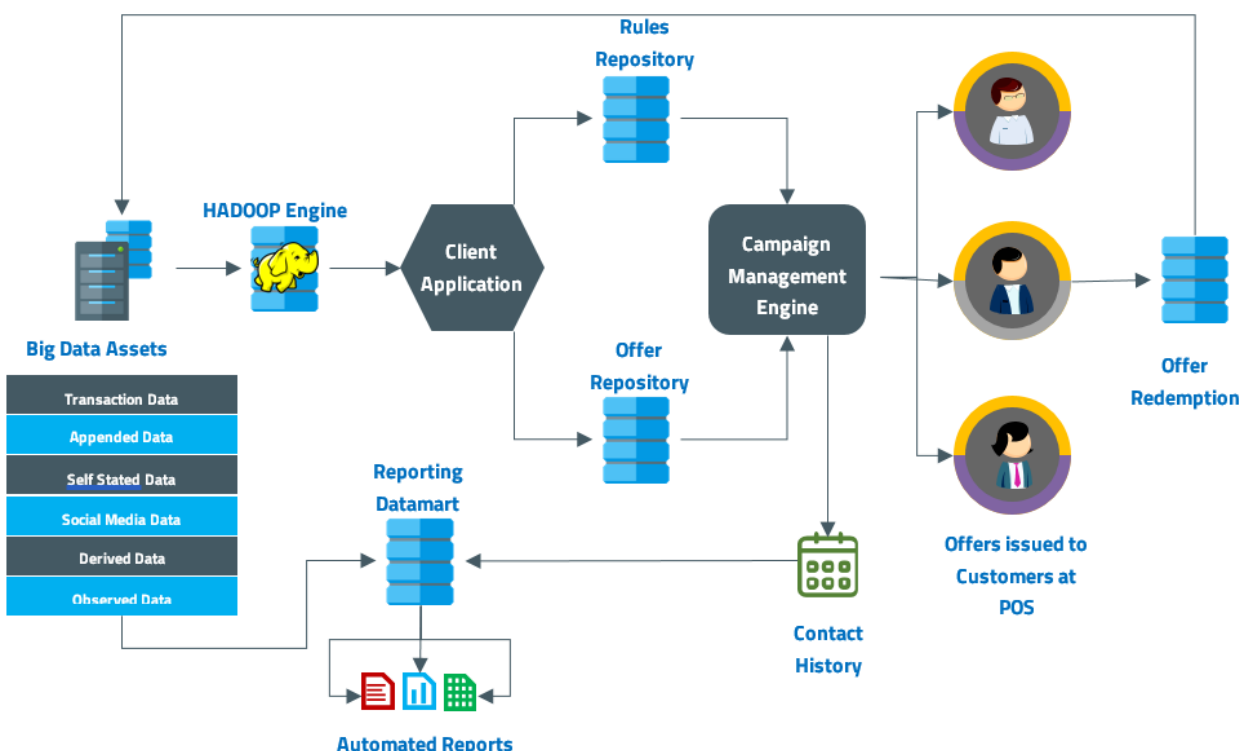 Rules
Repository
HADOOP Engine
Client
Application
Campaign
Management
Engine
Big Data Assets
Offer
Repository
Offer
Redemption
Transaction Data
Appended Data
Self Stated Data
Social Media Data
Derived Data
Observed Data
Reporting
Datamart
Offers issued to
Customers at
POS
Contact
History
Automated Reports